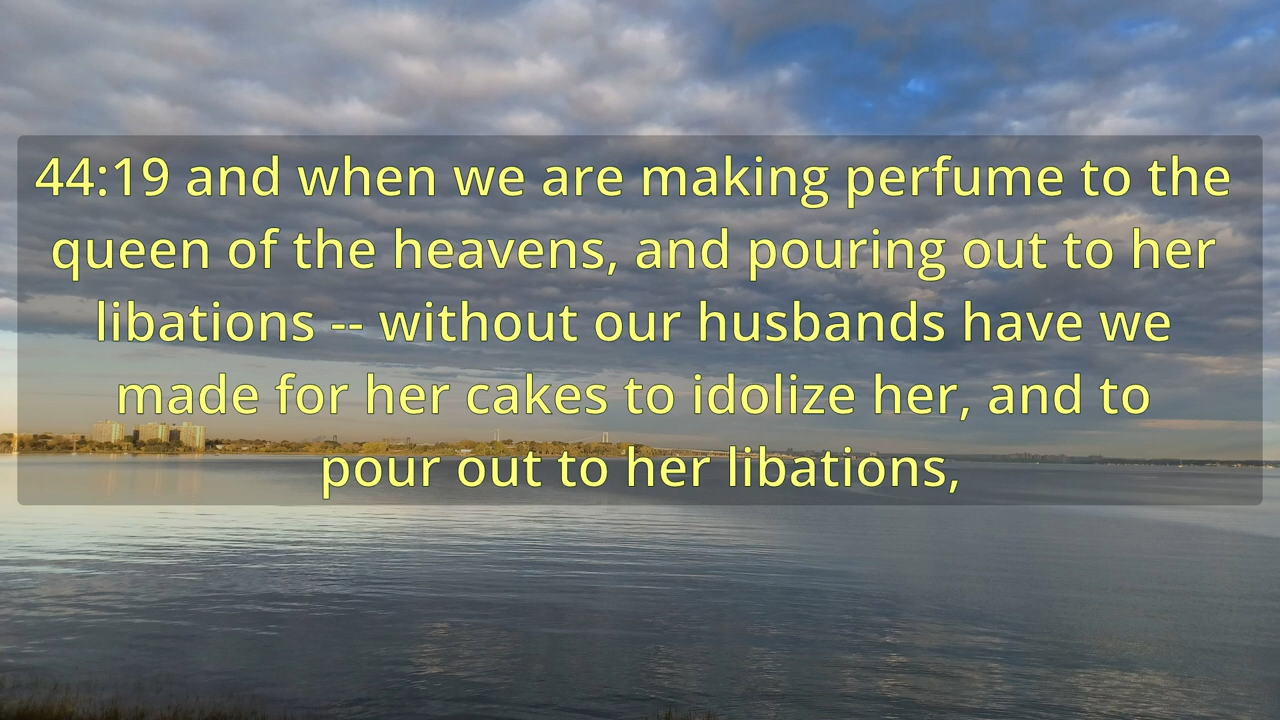 44:19 and when we are making perfume to the
queen of the heavens, and pouring out to her
libations -- without our husbands have we
made for her cakes to idolize her, and to
pour out to her libations,